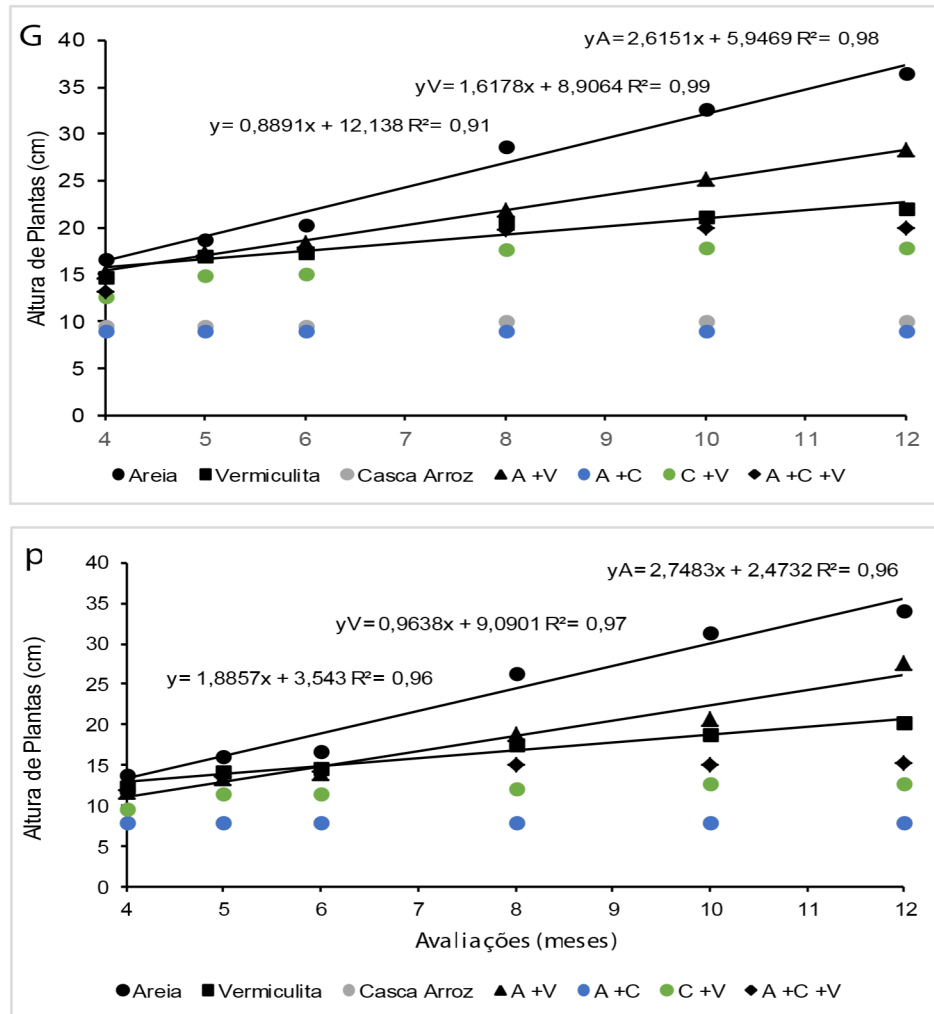 G
40
35
30
25
20
15
10
5
0
Altura de Plantas (cm)
yA=2,6151x + 5,9469 R²= 0,98
yV= 1,6178x + 8,9064 R²= 0,99
y= 0,8891x + 12,138 R²= 0,91
4 5 6 7 8 9 10 11 12
Areia Vermiculita Casca Arroz A +V A +C C +V A +C +V
p
40
35
30
25
20
15
10
5
0
Altura de Plantas (cm)
yA= 2,7483x + 2,4732 R²= 0,96
yV= 0,9638x + 9,0901 R²= 0,97
y= 1,8857x + 3,543 R²= 0,96
4 5 6 7 8 9 10 11 12
Avaliações (meses)
Areia Vermiculita Casca Arroz A +V A +C C +V A +C +V